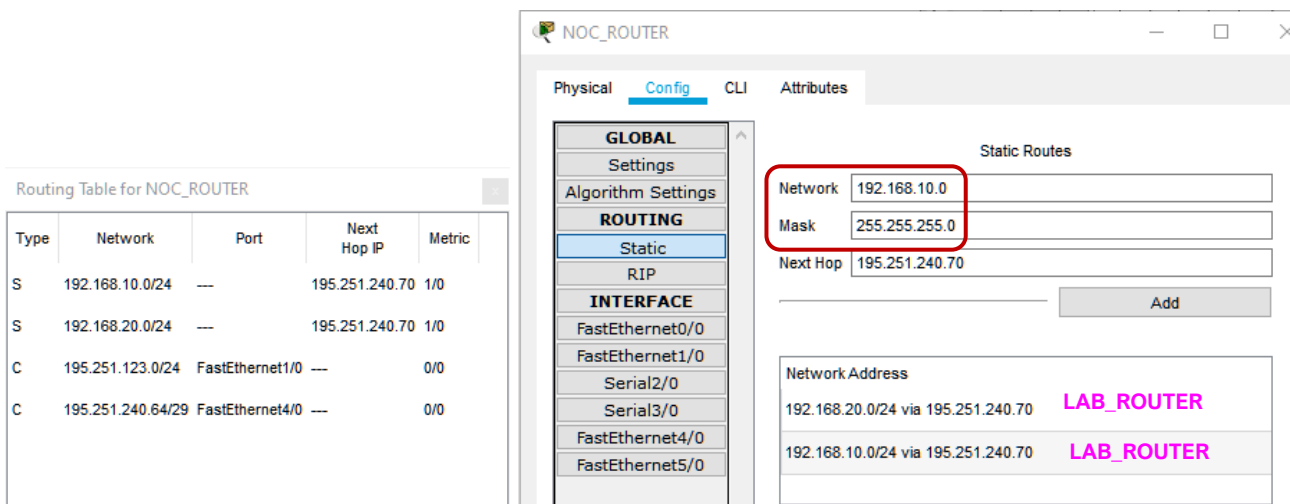 Routing Table for NOC_ROUTER
x
Type Network Port Next Hop IP Metric
S 192.168.10.0/24 --- 195.251.240.70 1/0
S 192.168.20.0/24 --- 195.251.240.70 1/0
C 195.251.123.0/24 FastEthernet1/0 --- 0/0
C 195.251.240.64/29 FastEthernet4/0 --- 0/0
NOC_ROUTER
Physical Config CLI Attributes
GLOBAL
Settings
Algorithm Settings
ROUTING
Static
RIP
INTERFACE
FastEthernet0/0
FastEthernet1/0
Serial2/0
Serial3/0
FastEthernet4/0
FastEthernet5/0
Static Routes
Network 192.168.10.0
Mask 255.255.255.0
Next Hop 195.251.240.70
Add
Network Address
192.168.20.0/24 via 195.251.240.70 LAB_ROUTER
192.168.10.0/24 via 195.251.240.70 LAB_ROUTER